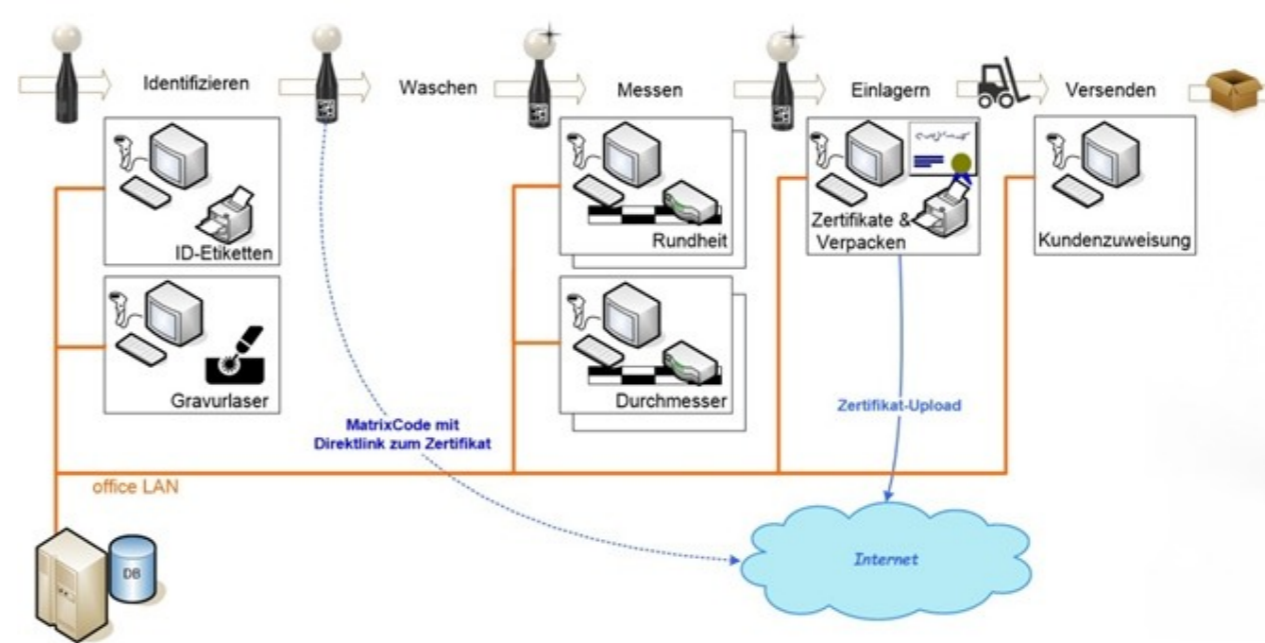 Identifizieren
Waschen
Messen
Einlagern
Versenden
ID-Etiketten
Gravurlaser
Rundheit
Durchmesser
Zertifikate &
Verpacken
Kundenzuweisung
MatrixCode mit
Direktlink zum Zertifikat
Zertifikat-Upload
office LAN
DB
Internet